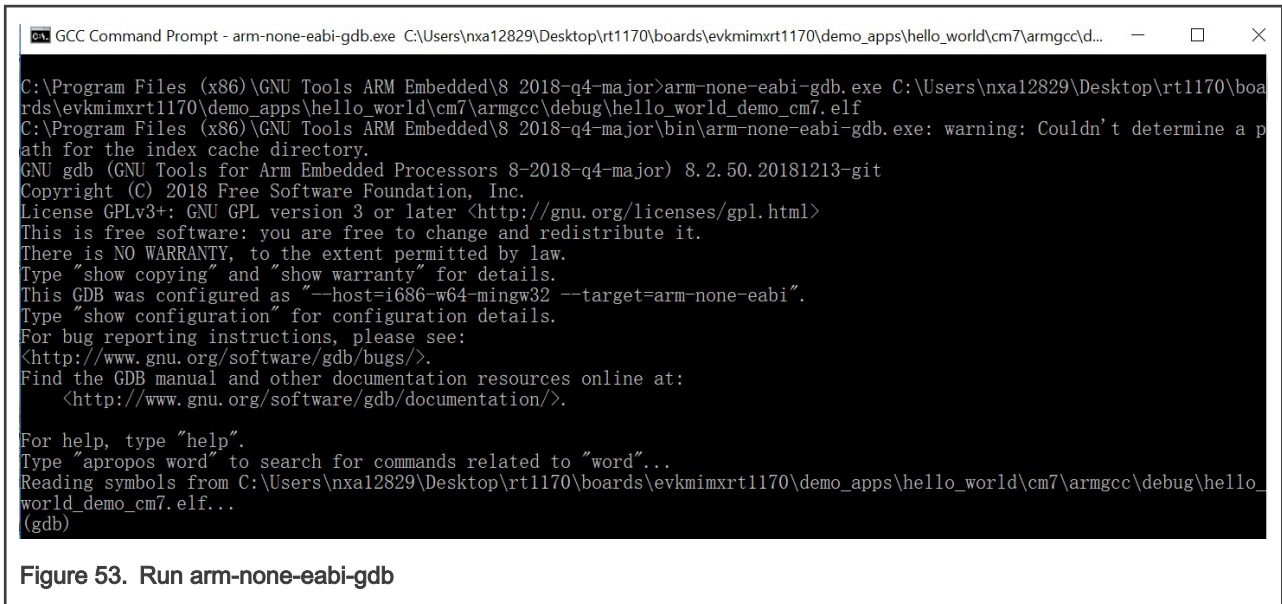 GCC Command Prompt - arm-none-eabi-gdb.exe C:\Users\nxa12829\Desktop\rt1170\boards\evkmimxrt1170\demo_apps\hello_world\cm7\armgcc\d...
C:\Program Files (x86)\GNU Tools ARM Embedded\8 2018-q4-major>arm-none-eabi-gdb.exe C:\Users\nxa12829\Desktop\rt1170\boa
rds\evkmimxrt1170\demo_apps\hello_world\cm7\armgcc\debug\hello_world_demo_cm7.elf
C:\Program Files (x86)\GNU Tools ARM Embedded\8 2018-q4-major\bin\arm-none-eabi-gdb.exe: warning: Couldn't determine a p
ath for the index cache directory.
GNU gdb (GNU Tools for Arm Embedded Processors 8-2018-q4-major) 8.2.50.20181213-git
Copyright (C) 2018 Free Software Foundation, Inc.
License GPLv3+: GNU GPL version 3 or later <http://gnu.org/licenses/gpl.html>
This is free software: you are free to change and redistribute it.
There is NO WARRANTY, to the extent permitted by law.
Type "show copying" and "show warranty" for details.
This GDB was configured as "--host=i686-w64-mingw32 --target=arm-none-eabi".
Type "show configuration" for configuration details.
For bug reporting instructions, please see:
<http://www.gnu.org/software/gdb/bugs/>.
Find the GDB manual and other documentation resources online at:
    <http://www.gnu.org/software/gdb/documentation/>.
For help, type "help".
Type "apropos word" to search for commands related to "word"...
Reading symbols from C:\Users\nxa12829\Desktop\rt1170\boards\evkmimxrt1170\demo_apps\hello_world\cm7\armgcc\debug\hello_
world_demo_cm7.elf...
(gdb)
Figure 53. Run arm-none-eabi-gdb